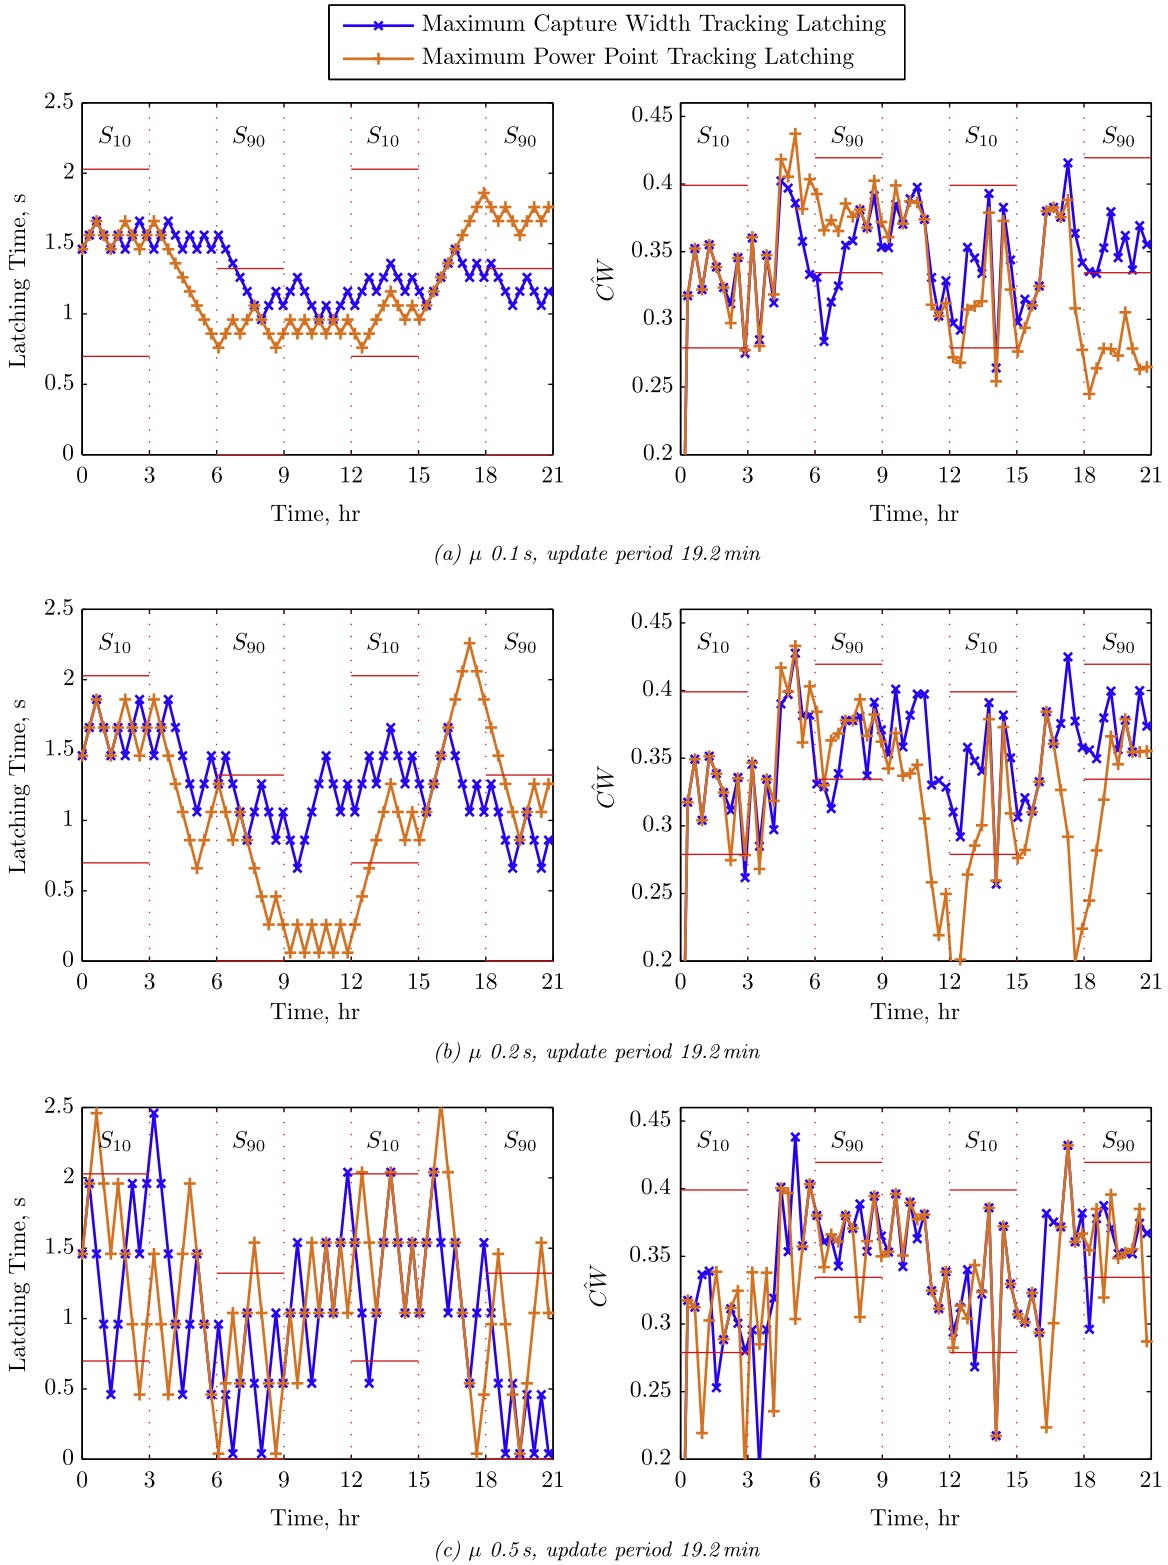 Maximum Capture Width Tracking Latching
Maximum Power Point Tracking Latching
2.5
2
1.5
1
0.5
0
Latching Time, s
S10
S90
S10
S90
0 3 6 9 12 15 18 21
Time, hr
0.45
0.4
0.35
0.3
0.25
0.2
ĈW
S10
S90
S10
S90
0 3 6 9 12 15 18 21
Time, hr
(a) μ 0.1 s, update period 19.2 min
2.5
2
1.5
1
0.5
0
Latching Time, s
S10
S90
S10
S90
0 3 6 9 12 15 18 21
Time, hr
0.45
0.4
0.35
0.3
0.25
0.2
ĈW
S10
S90
S10
S90
0 3 6 9 12 15 18 21
Time, hr
(b) μ 0.2 s, update period 19.2 min
2.5
2
1.5
1
0.5
0
Latching Time, s
S10
S90
S10
S90
0 3 6 9 12 15 18 21
Time, hr
0.45
0.4
0.35
0.3
0.25
0.2
ĈW
S10
S90
S10
S90
0 3 6 9 12 15 18 21
Time, hr
(c) μ 0.5 s, update period 19.2 min